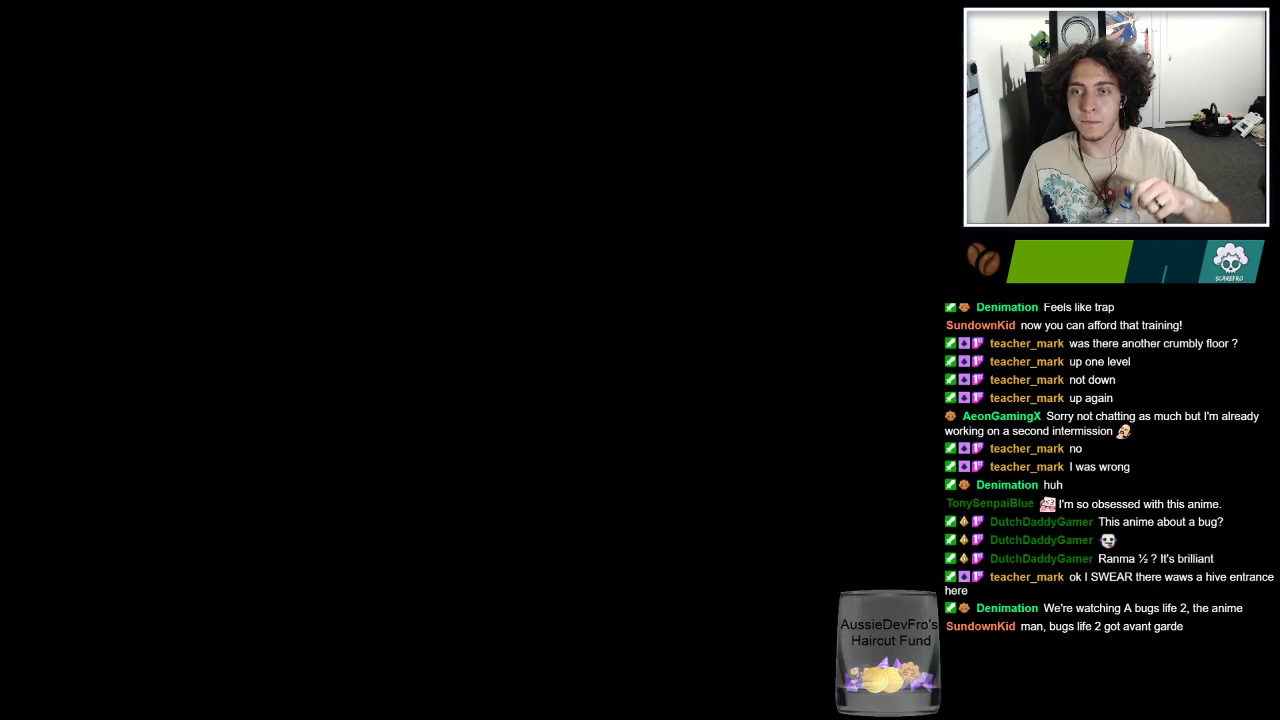 SCAREFRO
Denimation Feels like trap
SundownKid now you can afford that training!
teacher_mark was there another crumbly floor ?
teacher_mark up one level
teacher_mark not down
teacher_mark up again
AeonGamingX Sorry not chatting as much but I'm already
working on a second intermission
teacher_mark no
teacher_mark I was wrong
Denimation huh
TonySenpaiBlue I'm so obsessed with this anime.
DutchDaddyGamer This anime about a bug?
DutchDaddyGamer
DutchDaddyGamer Ranma ½ ? It's brilliant
teacher_mark ok I SWEAR there waws a hive entrance
here
Denimation We're watching A bugs life 2, the anime
SundownKid man, bugs life 2 got avant garde
AussieDevFro's
Haircut Fund